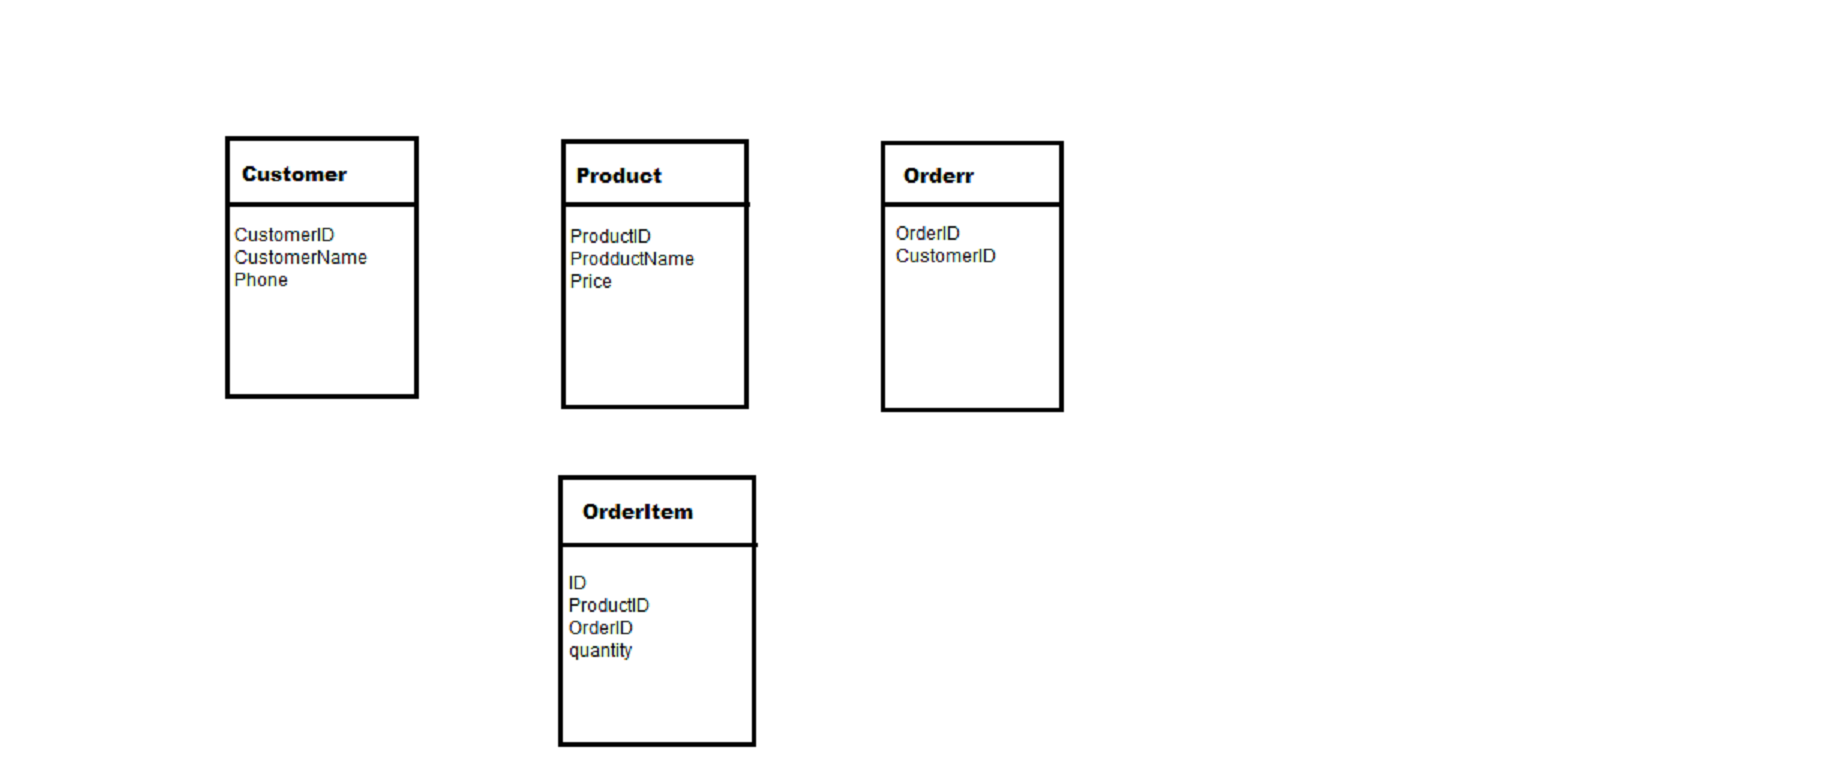 Customer
CustomerID
CustomerName
Phone
Product
ProductID
ProdductName
Price
Orderr
OrderID
CustomerID
OrderItem
ID
ProductID
OrderID
quantity